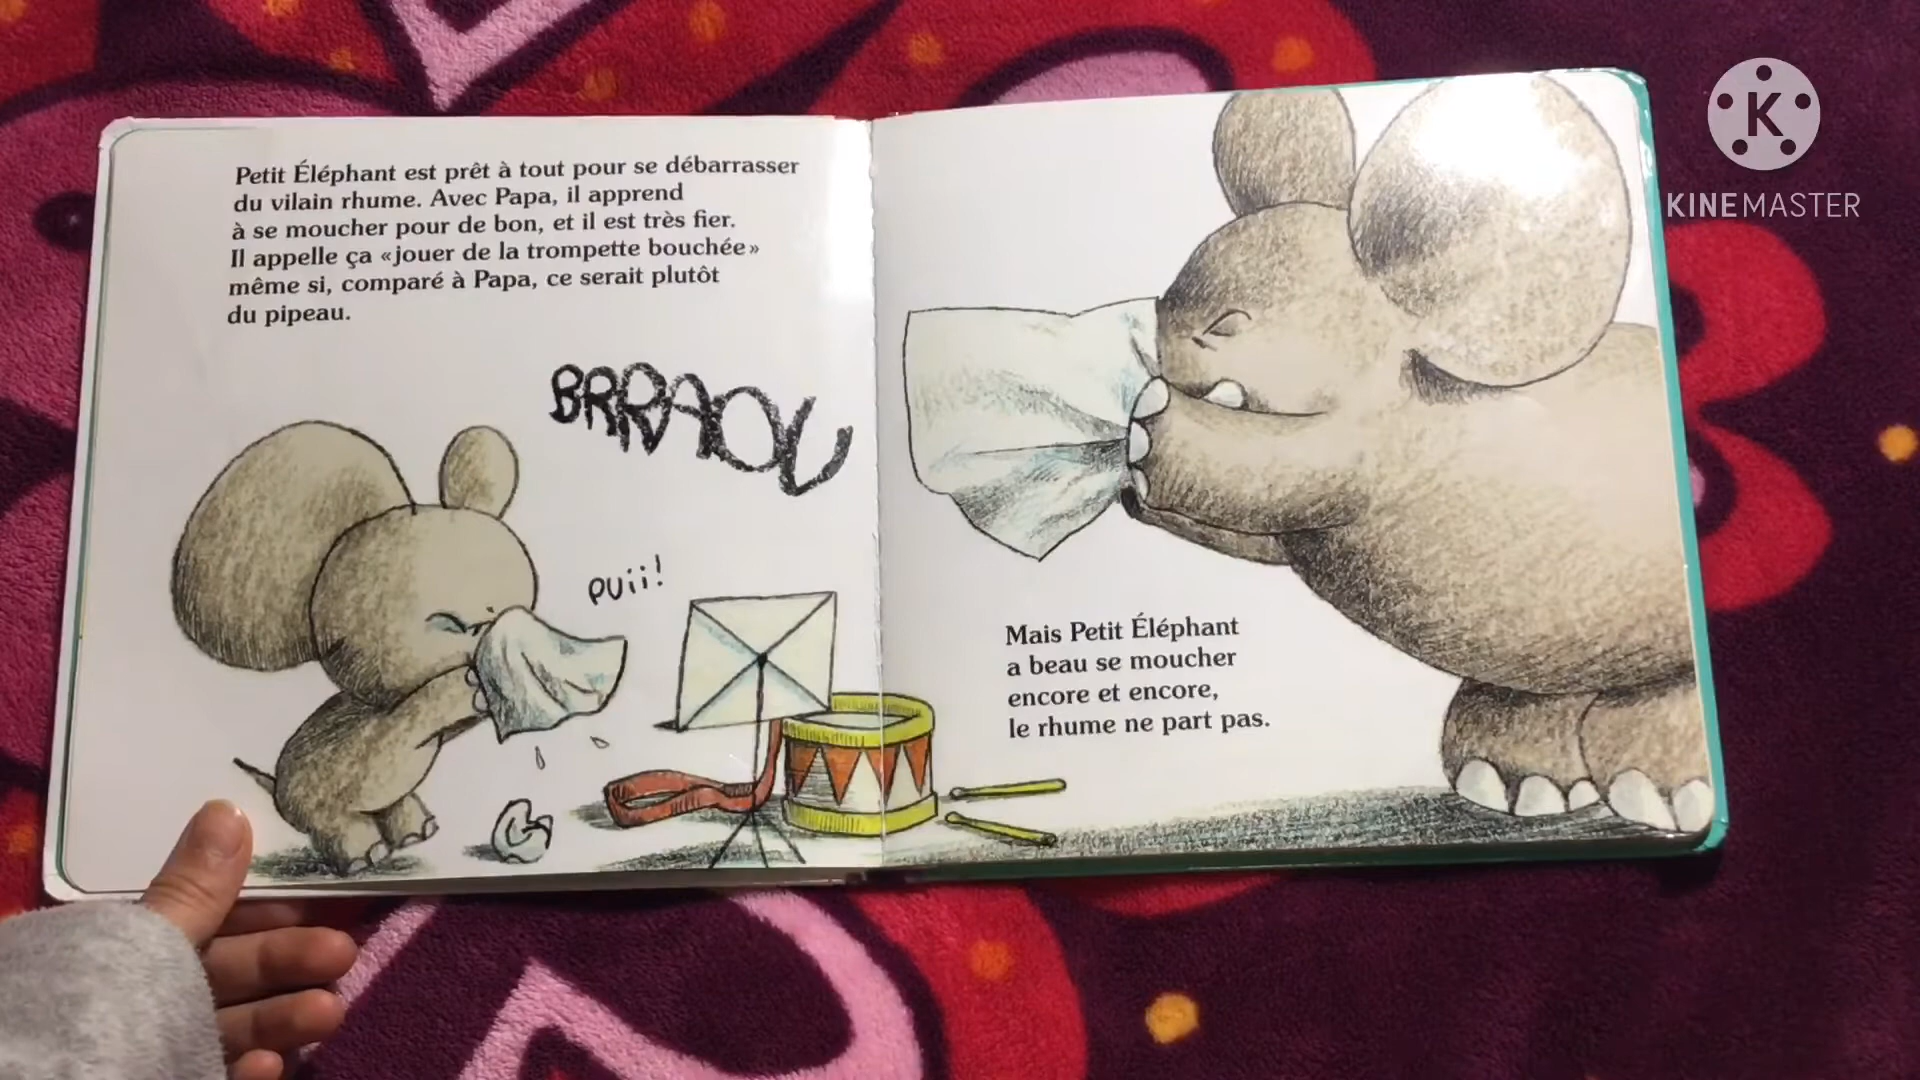 Petit Éléphant est prêt à tout pour se débarrasser
du vilain rhume. Avec Papa, il apprend
à se moucher pour de bon, et il est très fier.
Il appelle ça «jouer de la trompette bouchée»
même si, comparé à Papa, ce serait plutôt
du pipeau.
BRRRAOU
PUii!
Mais Petit Éléphant
a beau se moucher
encore et encore,
le rhume ne part pas.
K
KINEMASTER